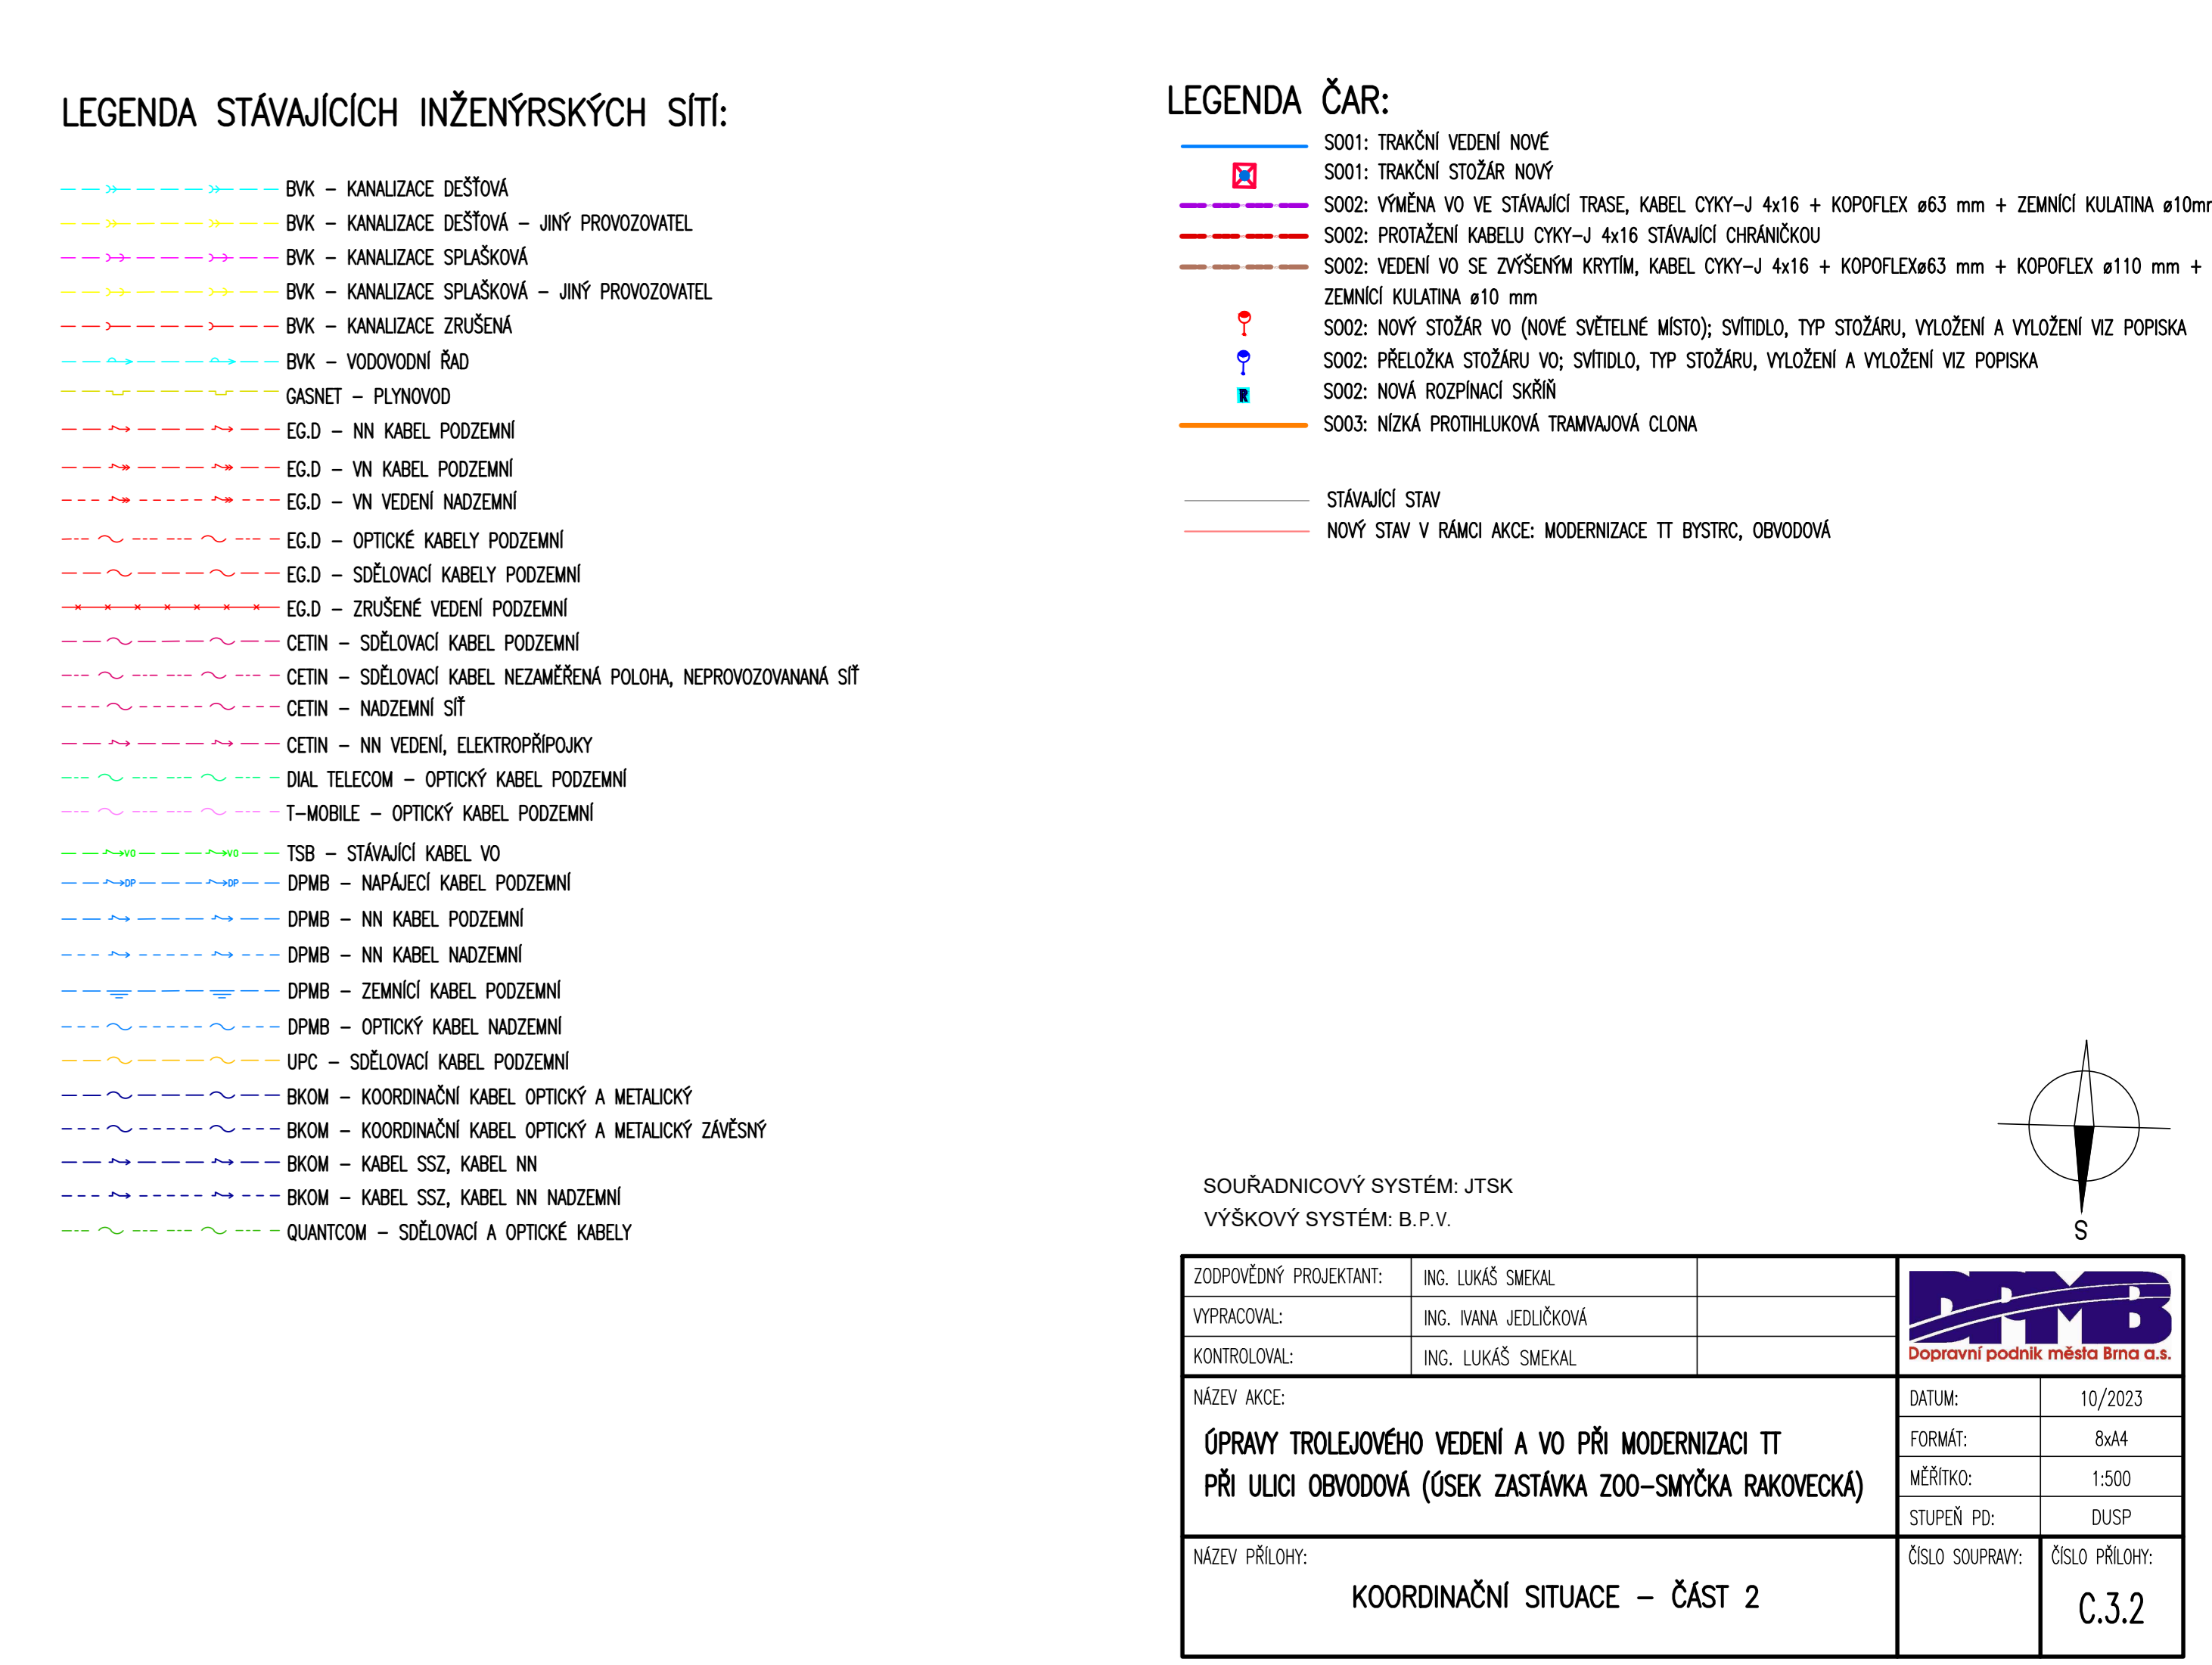 LEGENDA STÁVAJÍCÍCH INŽENÝRSKÝCH SÍTÍ:
BVK – KANALIZACE DEŠŤOVÁ
BVK – KANALIZACE DEŠŤOVÁ – JINÝ PROVOZOVATEL
BVK – KANALIZACE SPLAŠKOVÁ
BVK – KANALIZACE SPLAŠKOVÁ – JINÝ PROVOZOVATEL
BVK – KANALIZACE ZRUŠENÁ
BVK – VODOVODNÍ ŘAD
GASNET – PLYNOVOD
EG.D – NN KABEL PODZEMNÍ
EG.D – VN KABEL PODZEMNÍ
EG.D – VN VEDENÍ NADZEMNÍ
EG.D – OPTICKÉ KABELY PODZEMNÍ
EG.D – SDĚLOVACÍ KABELY PODZEMNÍ
EG.D – ZRUŠENÉ VEDENÍ PODZEMNÍ
CETIN – SDĚLOVACÍ KABEL PODZEMNÍ
CETIN – SDĚLOVACÍ KABEL NEZAMĚŘENÁ POLOHA, NEPROVOZOVANANÁ SÍŤ
CETIN – NADZEMNÍ SÍŤ
CETIN – NN VEDENÍ, ELEKTROPŘÍPOJKY
DIAL TELECOM – OPTICKÝ KABEL PODZEMNÍ
T–MOBILE – OPTICKÝ KABEL PODZEMNÍ
VO VO TSB – STÁVAJÍCÍ KABEL VO
DP DP DPMB – NAPÁJECÍ KABEL PODZEMNÍ
DPMB – NN KABEL PODZEMNÍ
DPMB – NN KABEL NADZEMNÍ
DPMB – ZEMNÍCÍ KABEL PODZEMNÍ
DPMB – OPTICKÝ KABEL NADZEMNÍ
UPC – SDĚLOVACÍ KABEL PODZEMNÍ
BKOM – KOORDINAČNÍ KABEL OPTICKÝ A METALICKÝ
BKOM – KOORDINAČNÍ KABEL OPTICKÝ A METALICKÝ ZÁVĚSNÝ
BKOM – KABEL SSZ, KABEL NN
BKOM – KABEL SSZ, KABEL NN NADZEMNÍ
QUANTCOM – SDĚLOVACÍ A OPTICKÉ KABELY
LEGENDA ČAR:
SO01: TRAKČNÍ VEDENÍ NOVÉ
SO01: TRAKČNÍ STOŽÁR NOVÝ
SO02: VÝMĚNA VO VE STÁVAJÍCÍ TRASE, KABEL CYKY–J 4x16 + KOPOFLEX ø63 mm + ZEMNÍCÍ KULATINA ø10mm
SO02: PROTAŽENÍ KABELU CYKY–J 4x16 STÁVAJÍCÍ CHRÁNIČKOU
SO02: VEDENÍ VO SE ZVÝŠENÝM KRYTÍM, KABEL CYKY–J 4x16 + KOPOFLEXø63 mm + KOPOFLEX ø110 mm +
ZEMNÍCÍ KULATINA ø10 mm
SO02: NOVÝ STOŽÁR VO (NOVÉ SVĚTELNÉ MÍSTO); SVÍTIDLO, TYP STOŽÁRU, VYLOŽENÍ A VYLOŽENÍ VIZ POPISKA
SO02: PŘELOŽKA STOŽÁRU VO; SVÍTIDLO, TYP STOŽÁRU, VYLOŽENÍ A VYLOŽENÍ VIZ POPISKA
R SO02: NOVÁ ROZPÍNACÍ SKŘÍŇ
SO03: NÍZKÁ PROTIHLUKOVÁ TRAMVAJOVÁ CLONA
STÁVAJÍCÍ STAV
NOVÝ STAV V RÁMCI AKCE: MODERNIZACE TT BYSTRC, OBVODOVÁ
S
SOUŘADNICOVÝ SYSTÉM: JTSK
VÝŠKOVÝ SYSTÉM: B.P.V.
ZODPOVĚDNÝ PROJEKTANT: ING. LUKÁŠ SMEKAL
VYPRACOVAL: ING. IVANA JEDLIČKOVÁ
KONTROLOVAL: ING. LUKÁŠ SMEKAL
DPMB
Dopravní podnik města Brna a.s.
NÁZEV AKCE:
ÚPRAVY TROLEJOVÉHO VEDENÍ A VO PŘI MODERNIZACI TT
PŘI ULICI OBVODOVÁ (ÚSEK ZASTÁVKA ZOO–SMYČKA RAKOVECKÁ)
DATUM: 10/2023
FORMÁT: 8xA4
MĚŘÍTKO: 1:500
STUPEŇ PD: DUSP
NÁZEV PŘÍLOHY:
KOORDINAČNÍ SITUACE – ČÁST 2
ČÍSLO SOUPRAVY:
ČÍSLO PŘÍLOHY:
C.3.2